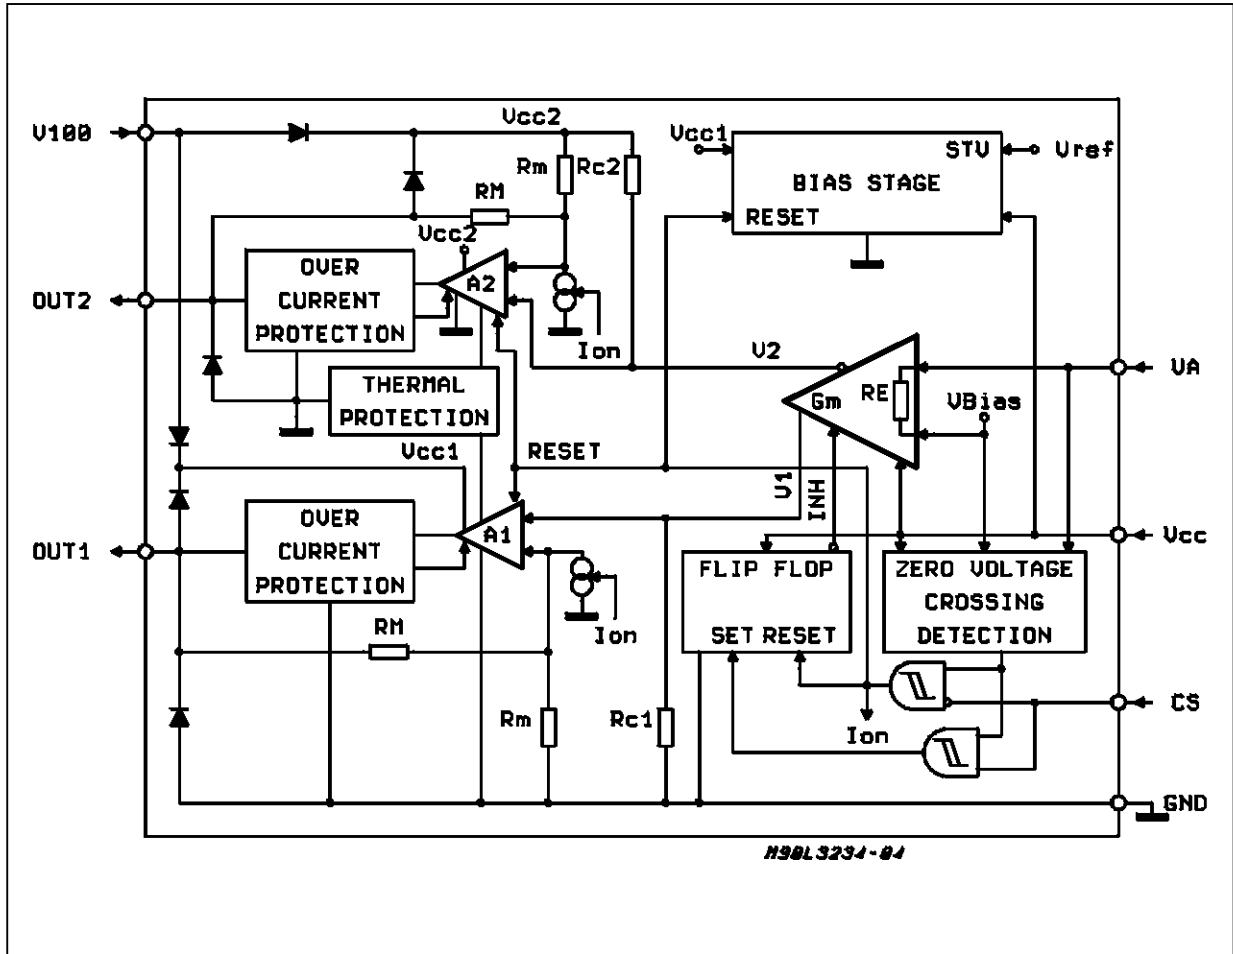 V100
Vcc2
Rm
Rc2
RM
Vcc1
STV
Vref
BIAS STAGE
RESET
Vcc2
OVER
CURRENT
PROTECTION
A2
OUT2
Ion
V2
THERMAL
PROTECTION
Gm
RE
VBias
VA
Vcc1
RESET
V1
INH
OVER
CURRENT
PROTECTION
A1
OUT1
Vcc
FLIP FLOP
SET RESET
ZERO VOLTAGE
CROSSING
DETECTION
Ion
RM
Rm
Rc1
Ion
CS
GND
M90L3234-04